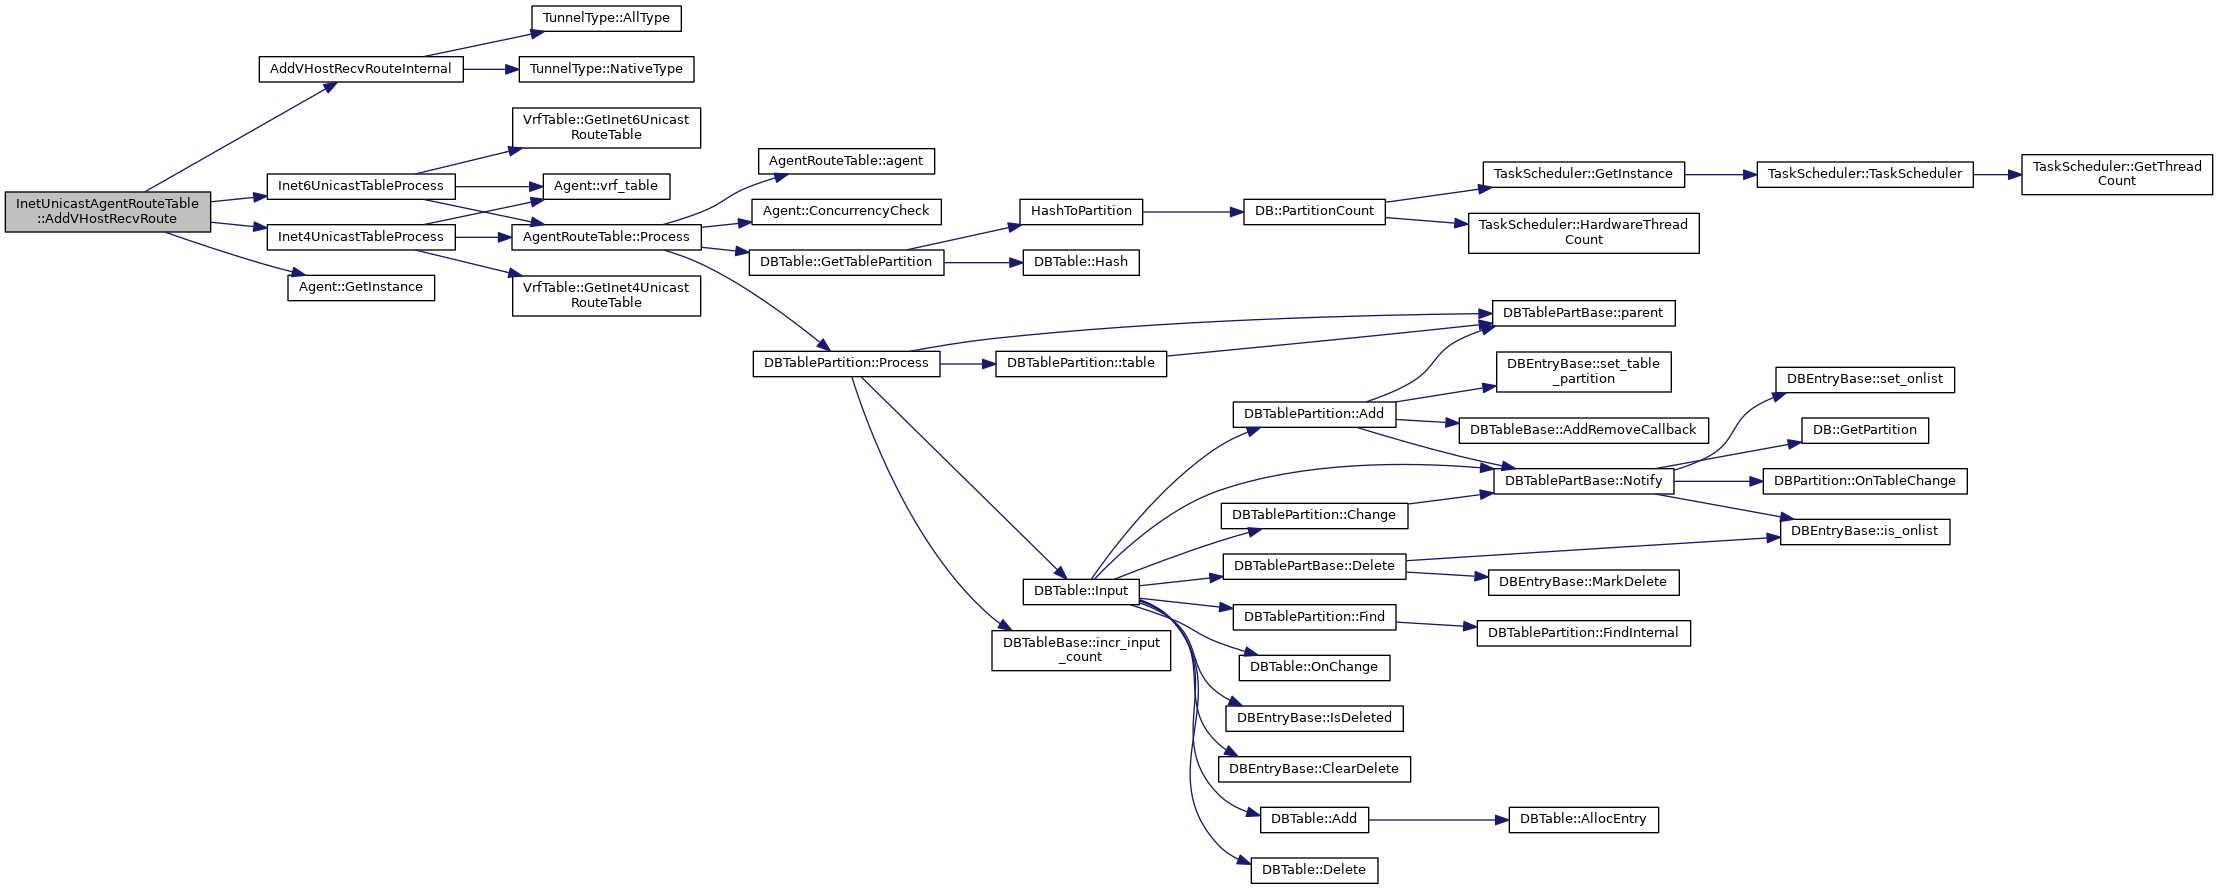 InetUnicastAgentRouteTable
::AddVHostRecvRoute
AddVHostRecvRouteInternal
TunnelType::AllType
TunnelType::NativeType
Inet6UnicastTableProcess
VrfTable::GetInet6Unicast
RouteTable
Agent::vrf_table
Inet4UnicastTableProcess
AgentRouteTable::Process
VrfTable::GetInet4Unicast
RouteTable
Agent::GetInstance
AgentRouteTable::agent
Agent::ConcurrencyCheck
DBTable::GetTablePartition
HashToPartition
DBTable::Hash
DB::PartitionCount
TaskScheduler::GetInstance
TaskScheduler::HardwareThread
Count
TaskScheduler::TaskScheduler
TaskScheduler::GetThread
Count
DBTablePartition::Process
DBTablePartition::table
DBTablePartBase::parent
DBTable::Input
DBTableBase::incr_input
_count
DBTablePartition::Add
DBEntryBase::set_table
_partition
DBTableBase::AddRemoveCallback
DBTablePartBase::Notify
DBEntryBase::set_onlist
DB::GetPartition
DBPartition::OnTableChange
DBEntryBase::is_onlist
DBTablePartition::Change
DBTablePartBase::Delete
DBEntryBase::MarkDelete
DBTablePartition::Find
DBTablePartition::FindInternal
DBTable::OnChange
DBEntryBase::IsDeleted
DBEntryBase::ClearDelete
DBTable::Add
DBTable::AllocEntry
DBTable::Delete